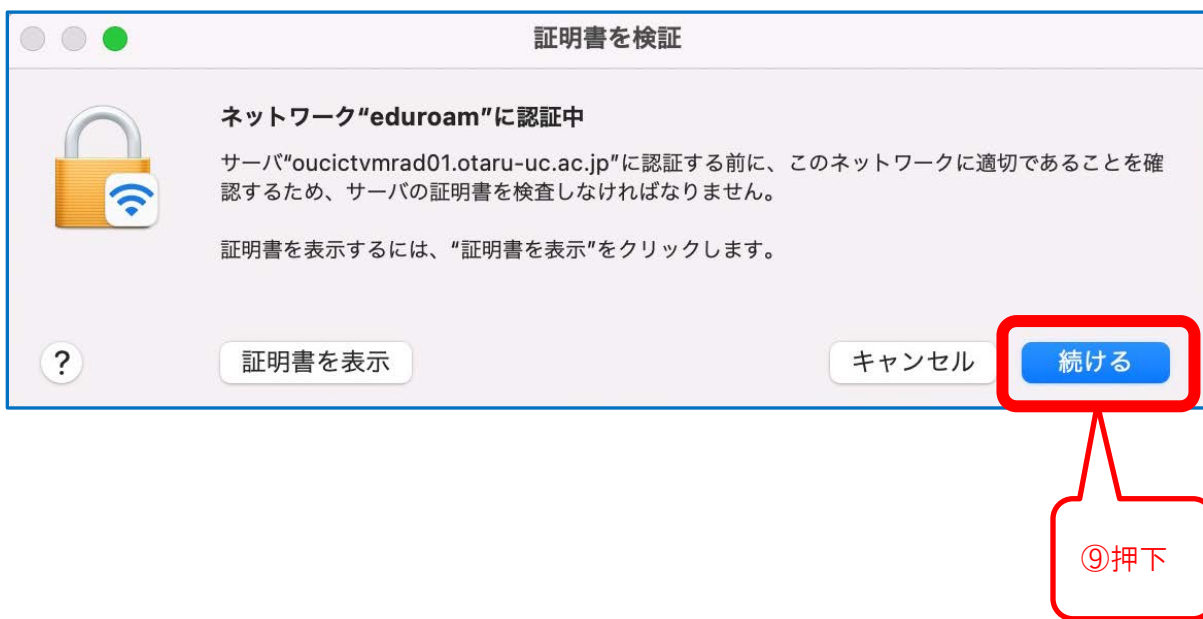 証明書を検証
ネットワーク“eduroam”に認証中
サーバ“oucictvmrad01.otaru-uc.ac.jp”に認証する前に、このネットワークに適切であることを確
認するため、サーバの証明書を検査しなければなりません。
証明書を表示するには、“証明書を表示”をクリックします。
?
証明書を表示
キャンセル
続ける
⑨押下